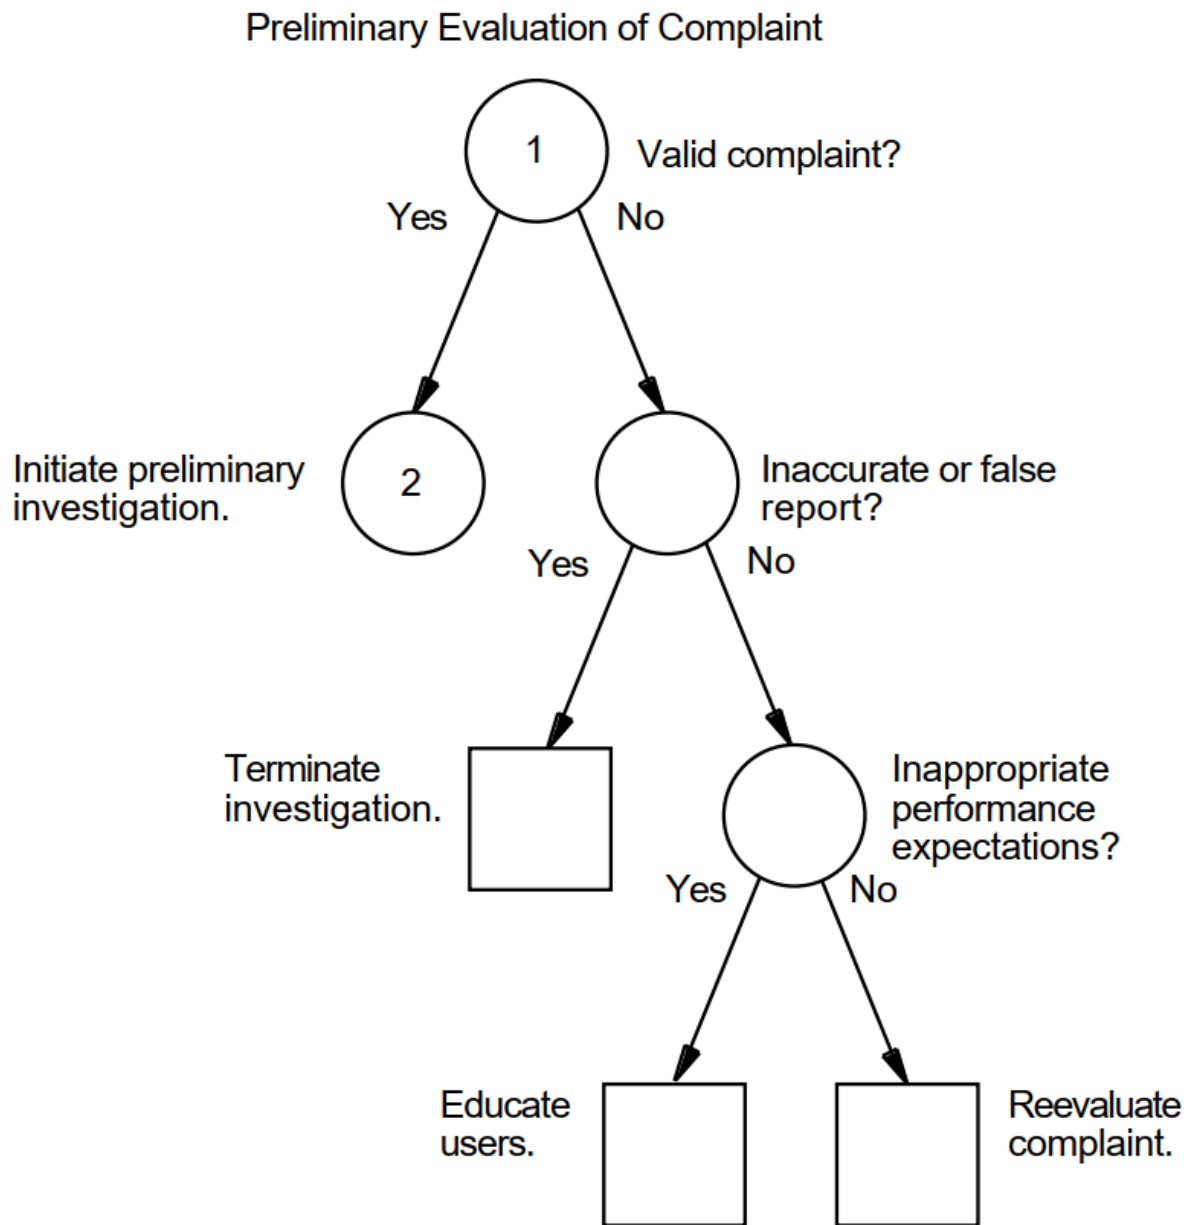 Preliminary Evaluation of Complaint
1
Valid complaint?
Yes
No
Initiate preliminary
investigation.
2
Inaccurate or false
report?
Yes
No
Terminate
investigation.
Inappropriate
performance
expectations?
Yes
No
Educate
users.
Reevaluate
complaint.